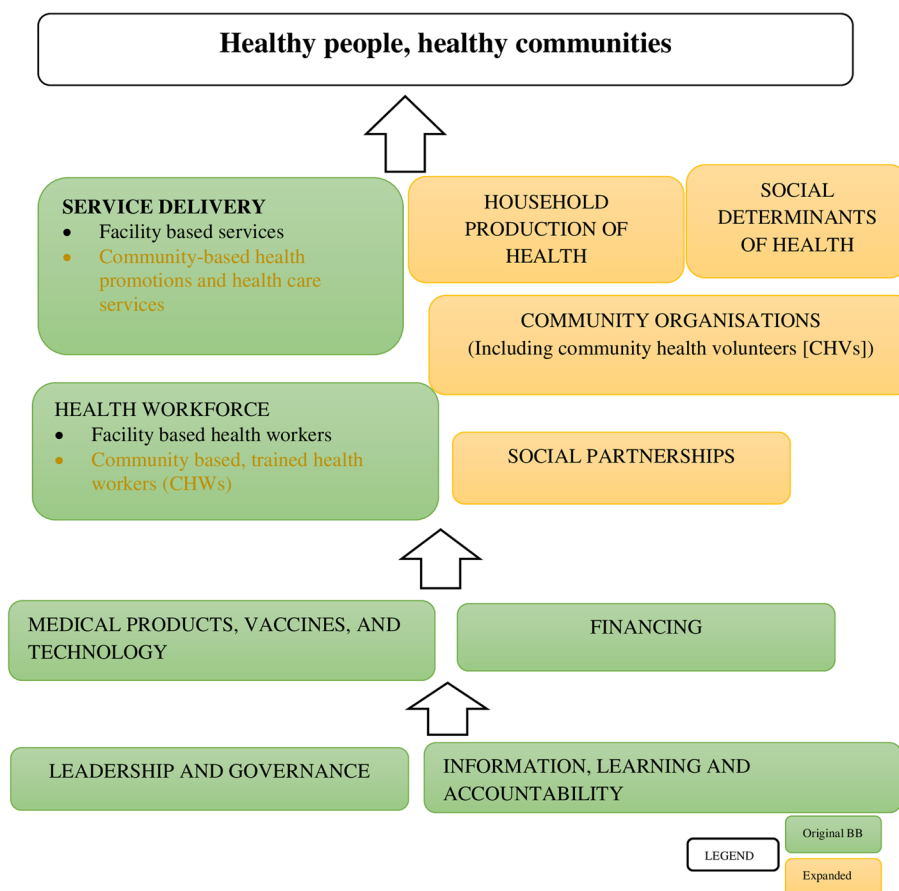 Healthy people, healthy communities
SERVICE DELIVERY
• Facility based services
• Community-based health
promotions and health care
services
HOUSEHOLD
PRODUCTION OF
HEALTH
SOCIAL
DETERMINANTS
OF HEALTH
COMMUNITY ORGANISATIONS
(Including community health volunteers [CHVs])
HEALTH WORKFORCE
• Facility based health workers
• Community based, trained health
workers (CHWs)
SOCIAL PARTNERSHIPS
MEDICAL PRODUCTS, VACCINES, AND
TECHNOLOGY
FINANCING
LEADERSHIP AND GOVERNANCE
INFORMATION, LEARNING AND
ACCOUNTABILITY
LEGEND
Original BB
Expanded